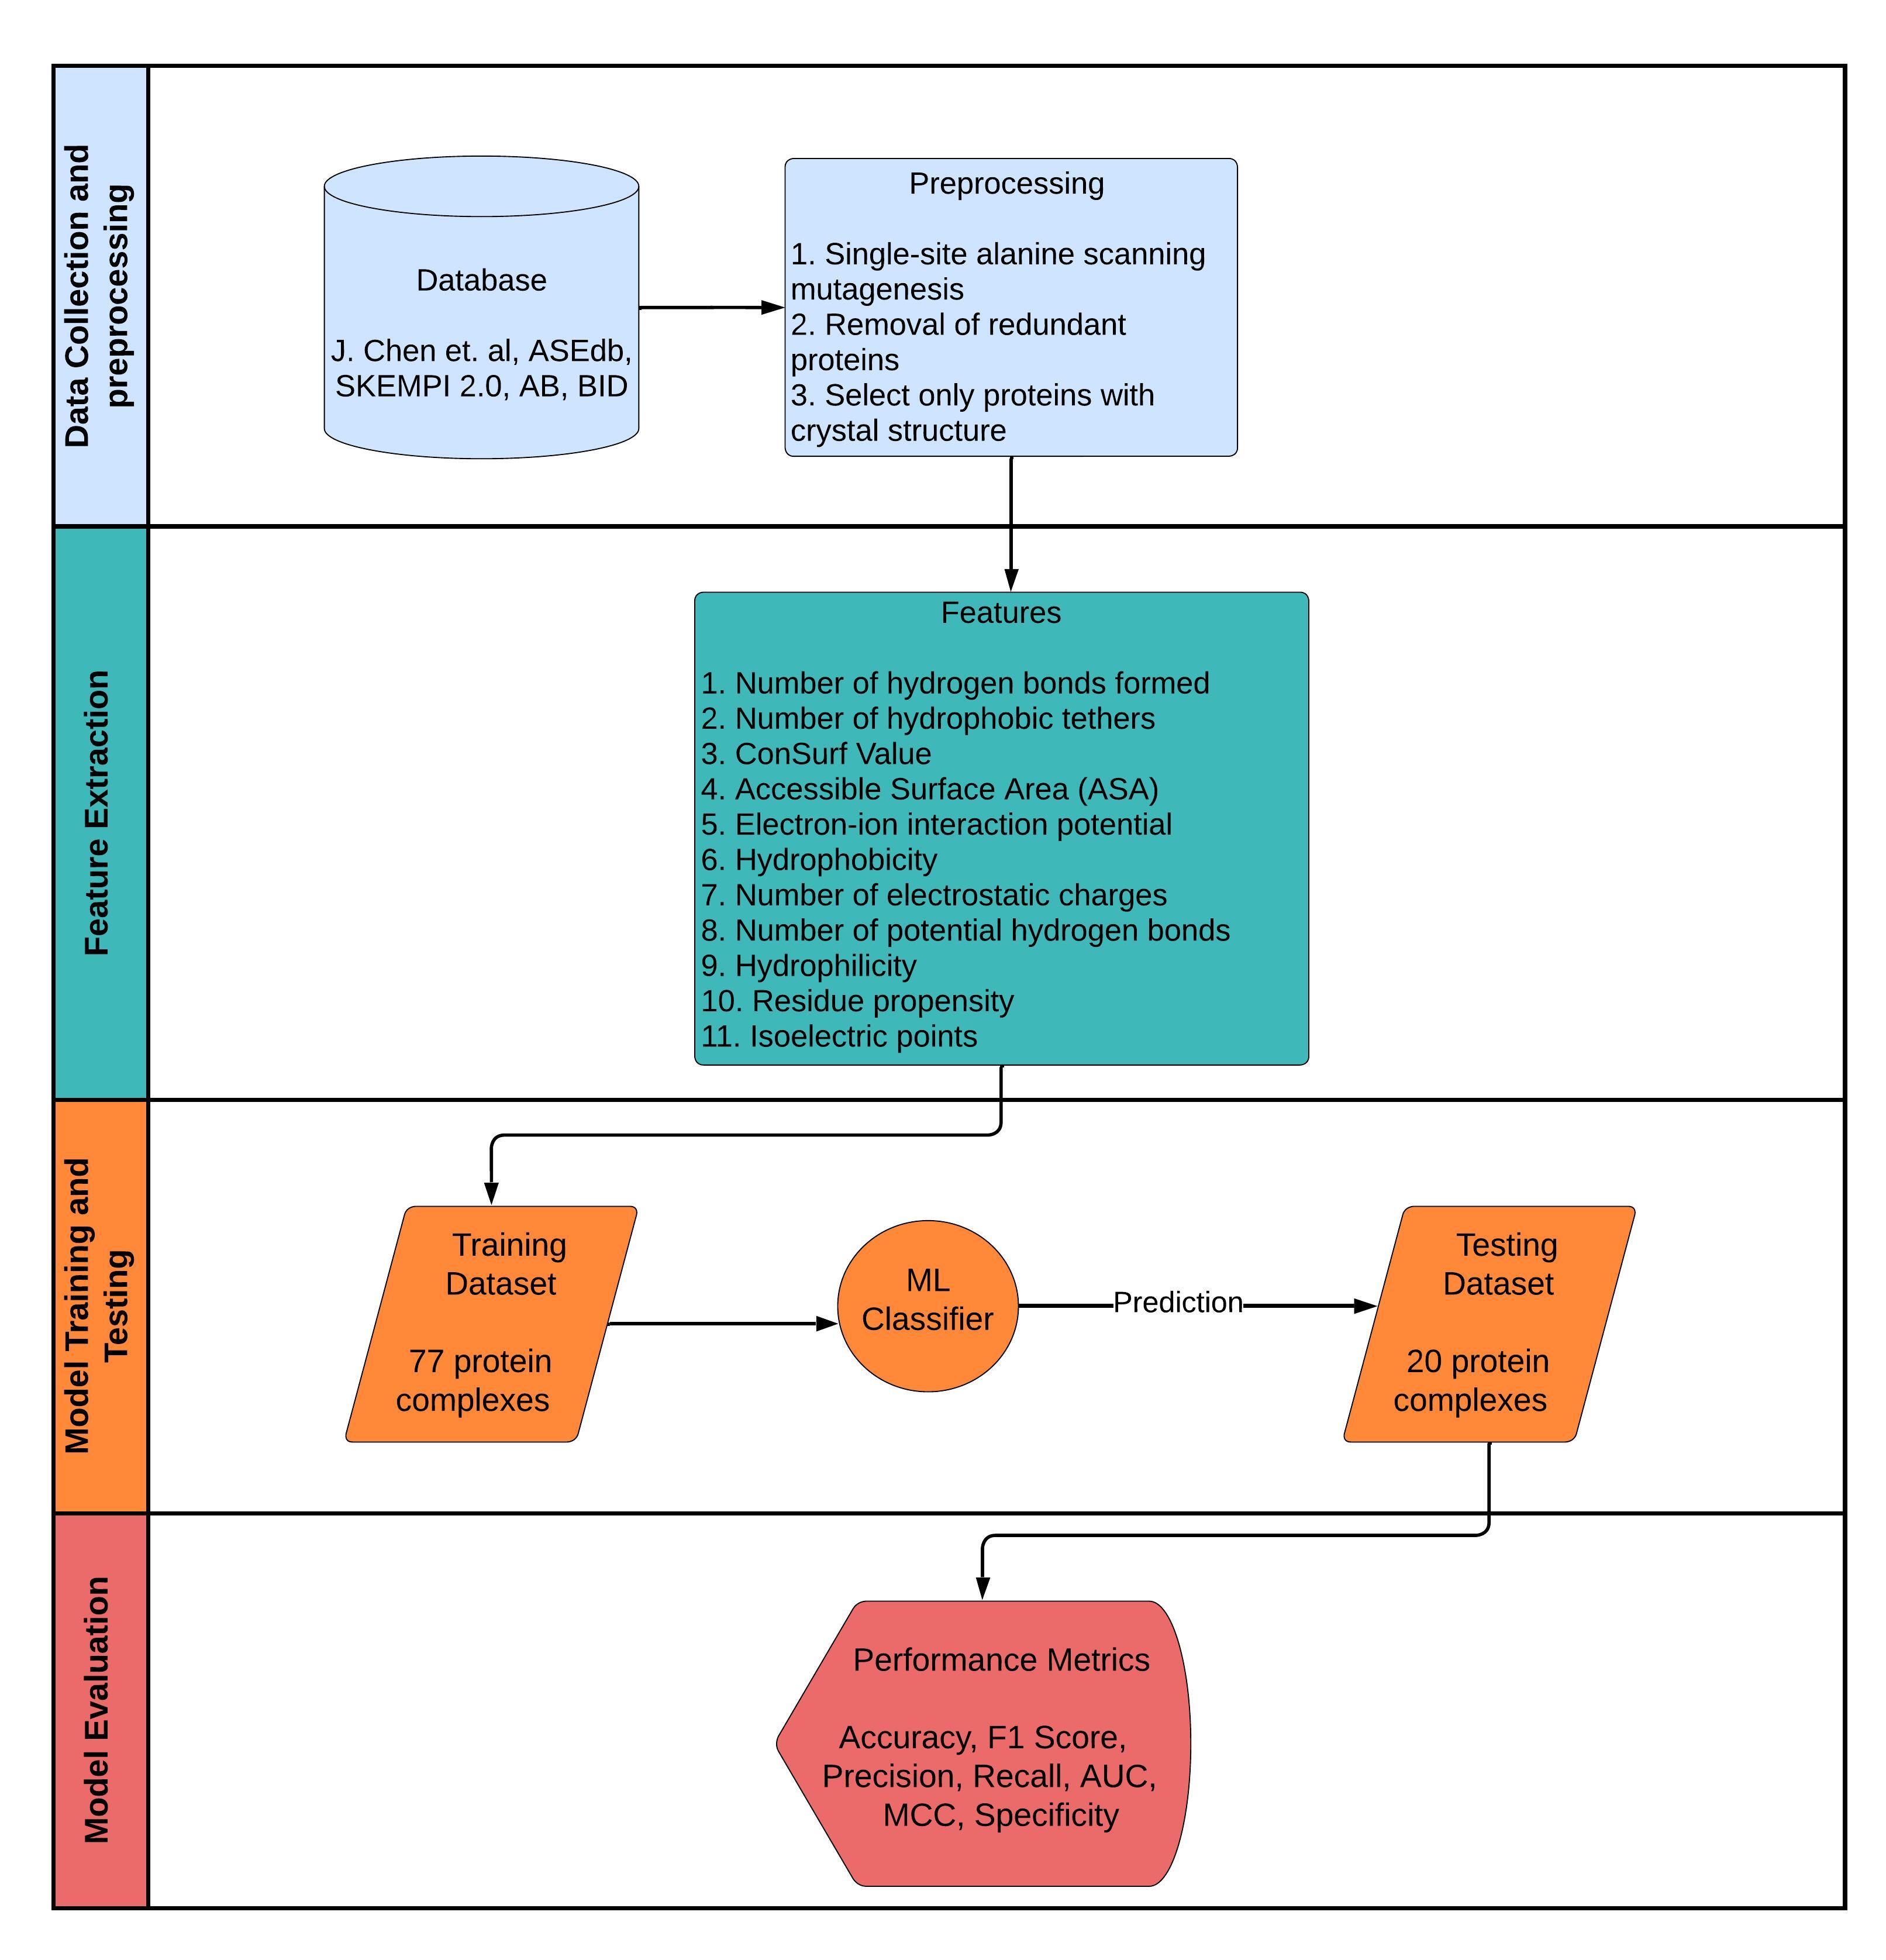 Data Collection and
preprocessing
Database
J. Chen et. al, ASEdb,
SKEMPI 2.0, AB, BID
Preprocessing
1. Single-site alanine scanning
mutagenesis
2. Removal of redundant
proteins
3. Select only proteins with
crystal structure
Feature Extraction
Features
1. Number of hydrogen bonds formed
2. Number of hydrophobic tethers
3. ConSurf Value
4. Accessible Surface Area (ASA)
5. Electron-ion interaction potential
6. Hydrophobicity
7. Number of electrostatic charges
8. Number of potential hydrogen bonds
9. Hydrophilicity
10. Residue propensity
11. Isoelectric points
Model Training and
Testing
Training
Dataset
77 protein
complexes
ML
Classifier
Prediction
Testing
Dataset
20 protein
complexes
Model Evaluation
Performance Metrics
Accuracy, F1 Score,
Precision, Recall, AUC,
MCC, Specificity